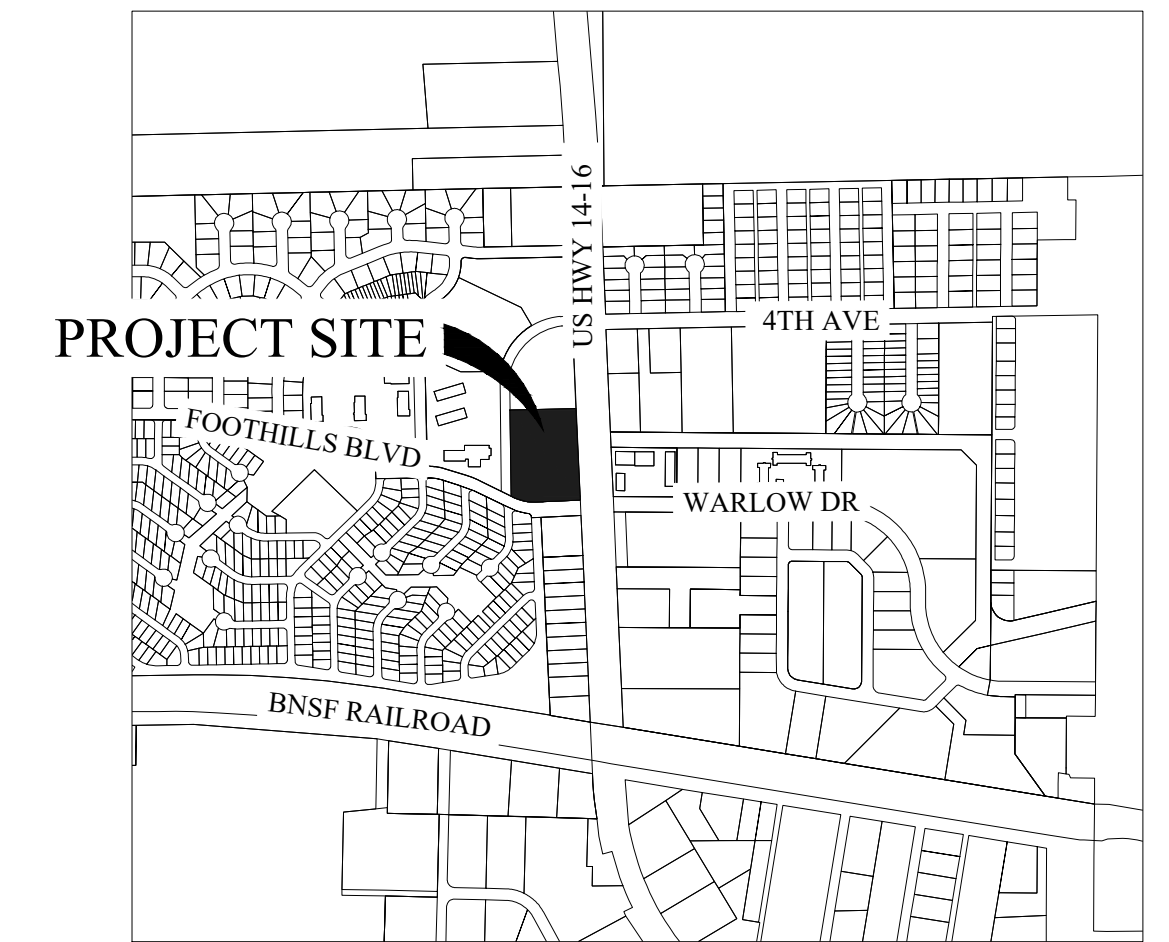 US HWY 14-16
4TH AVE
PROJECT SITE
FOOTHILLS BLVD
WARLOW DR
BNSF RAILROAD